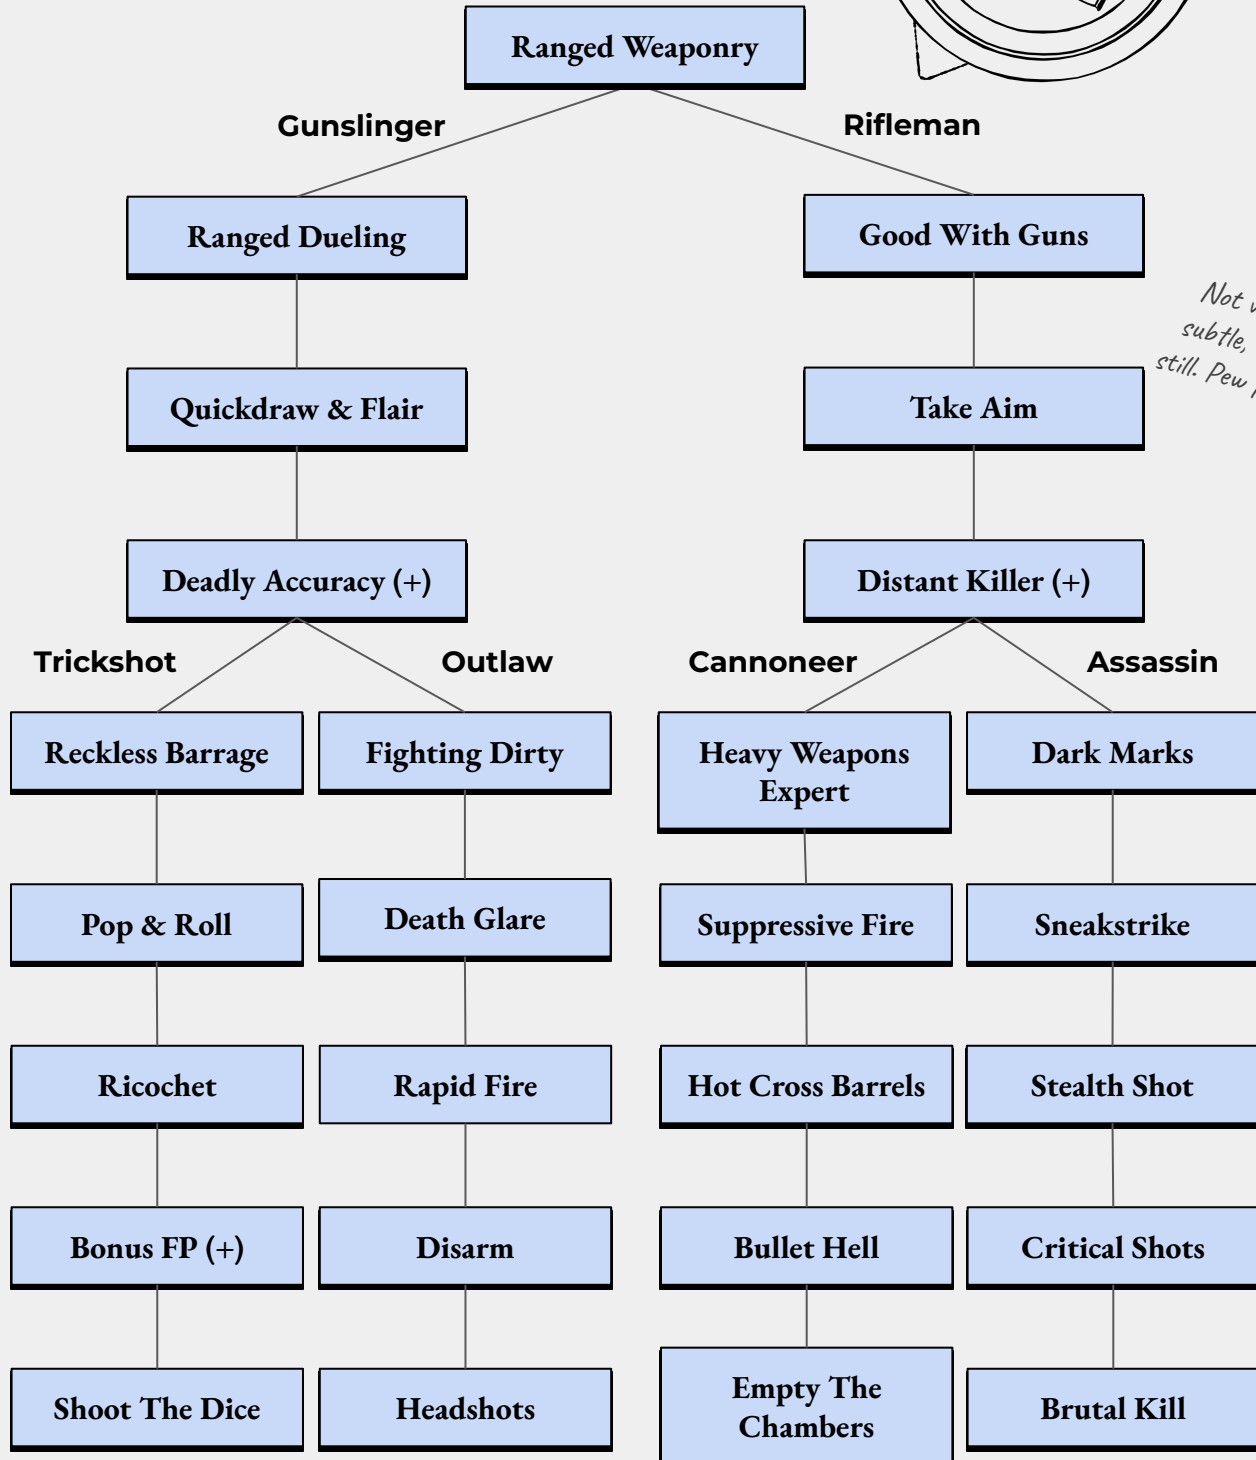 Ranged Weaponry
Gunslinger
Rifleman
Ranged Dueling
Good With Guns
Not
subtle,
still. Pew
Quickdraw & Flair
Take Aim
Deadly Accuracy (+)
Distant Killer (+)
Trickshot
Outlaw
Cannoneer
Assassin
Reckless Barrage
Fighting Dirty
Heavy Weapons
Expert
Dark Marks
Pop & Roll
Death Glare
Suppressive Fire
Sneakstrike
Ricochet
Rapid Fire
Hot Cross Barrels
Stealth Shot
Bonus FP (+)
Disarm
Bullet Hell
Critical Shots
Shoot The Dice
Headshots
Empty The
Chambers
Brutal Kill